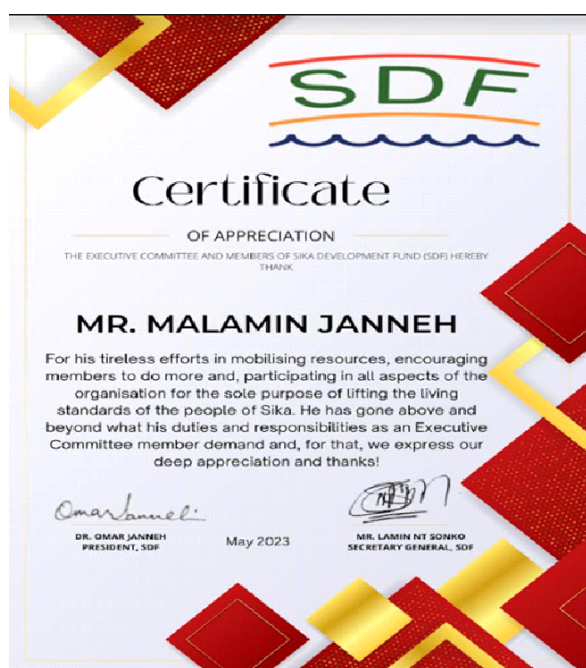 SDF
Certificate
OF APPRECIATION
THE EXECUTIVE COMMITTEE AND MEMBERS OF SIKA DEVELOPMENT FUND (SDF) HEREBY
THANK
MR. MALAMIN JANNEH
For his tireless efforts in mobilising resources, encouraging
members to do more and, participating in all aspects of the
organisation for the sole purpose of lifting the living
standards of the people of Sika. He has gone above and
beyond what his duties and responsibilities as an Executive
Committee member demand and, for that, we express our
deep appreciation and thanks!
Omar Janneh
DR. OMAR JANNEH
PRESIDENT, SDF
May 2023
MR. LAMIN NT SONKO
SECRETARY GENERAL, SDF